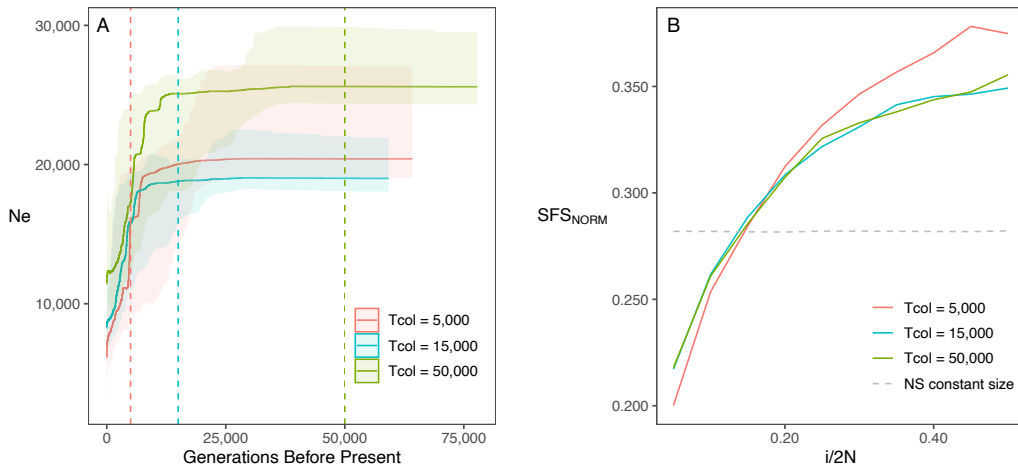 A
30,000
20,000
10,000
Ne
Tcol = 5,000
Tcol = 15,000
Tcol = 50,000
0
25,000
50,000
75,000
Generations Before Present
B
0.350
0.300
0.250
0.200
SFS_NORM
Tcol = 5,000
Tcol = 15,000
Tcol = 50,000
NS constant size
0.20
0.40
i/2N